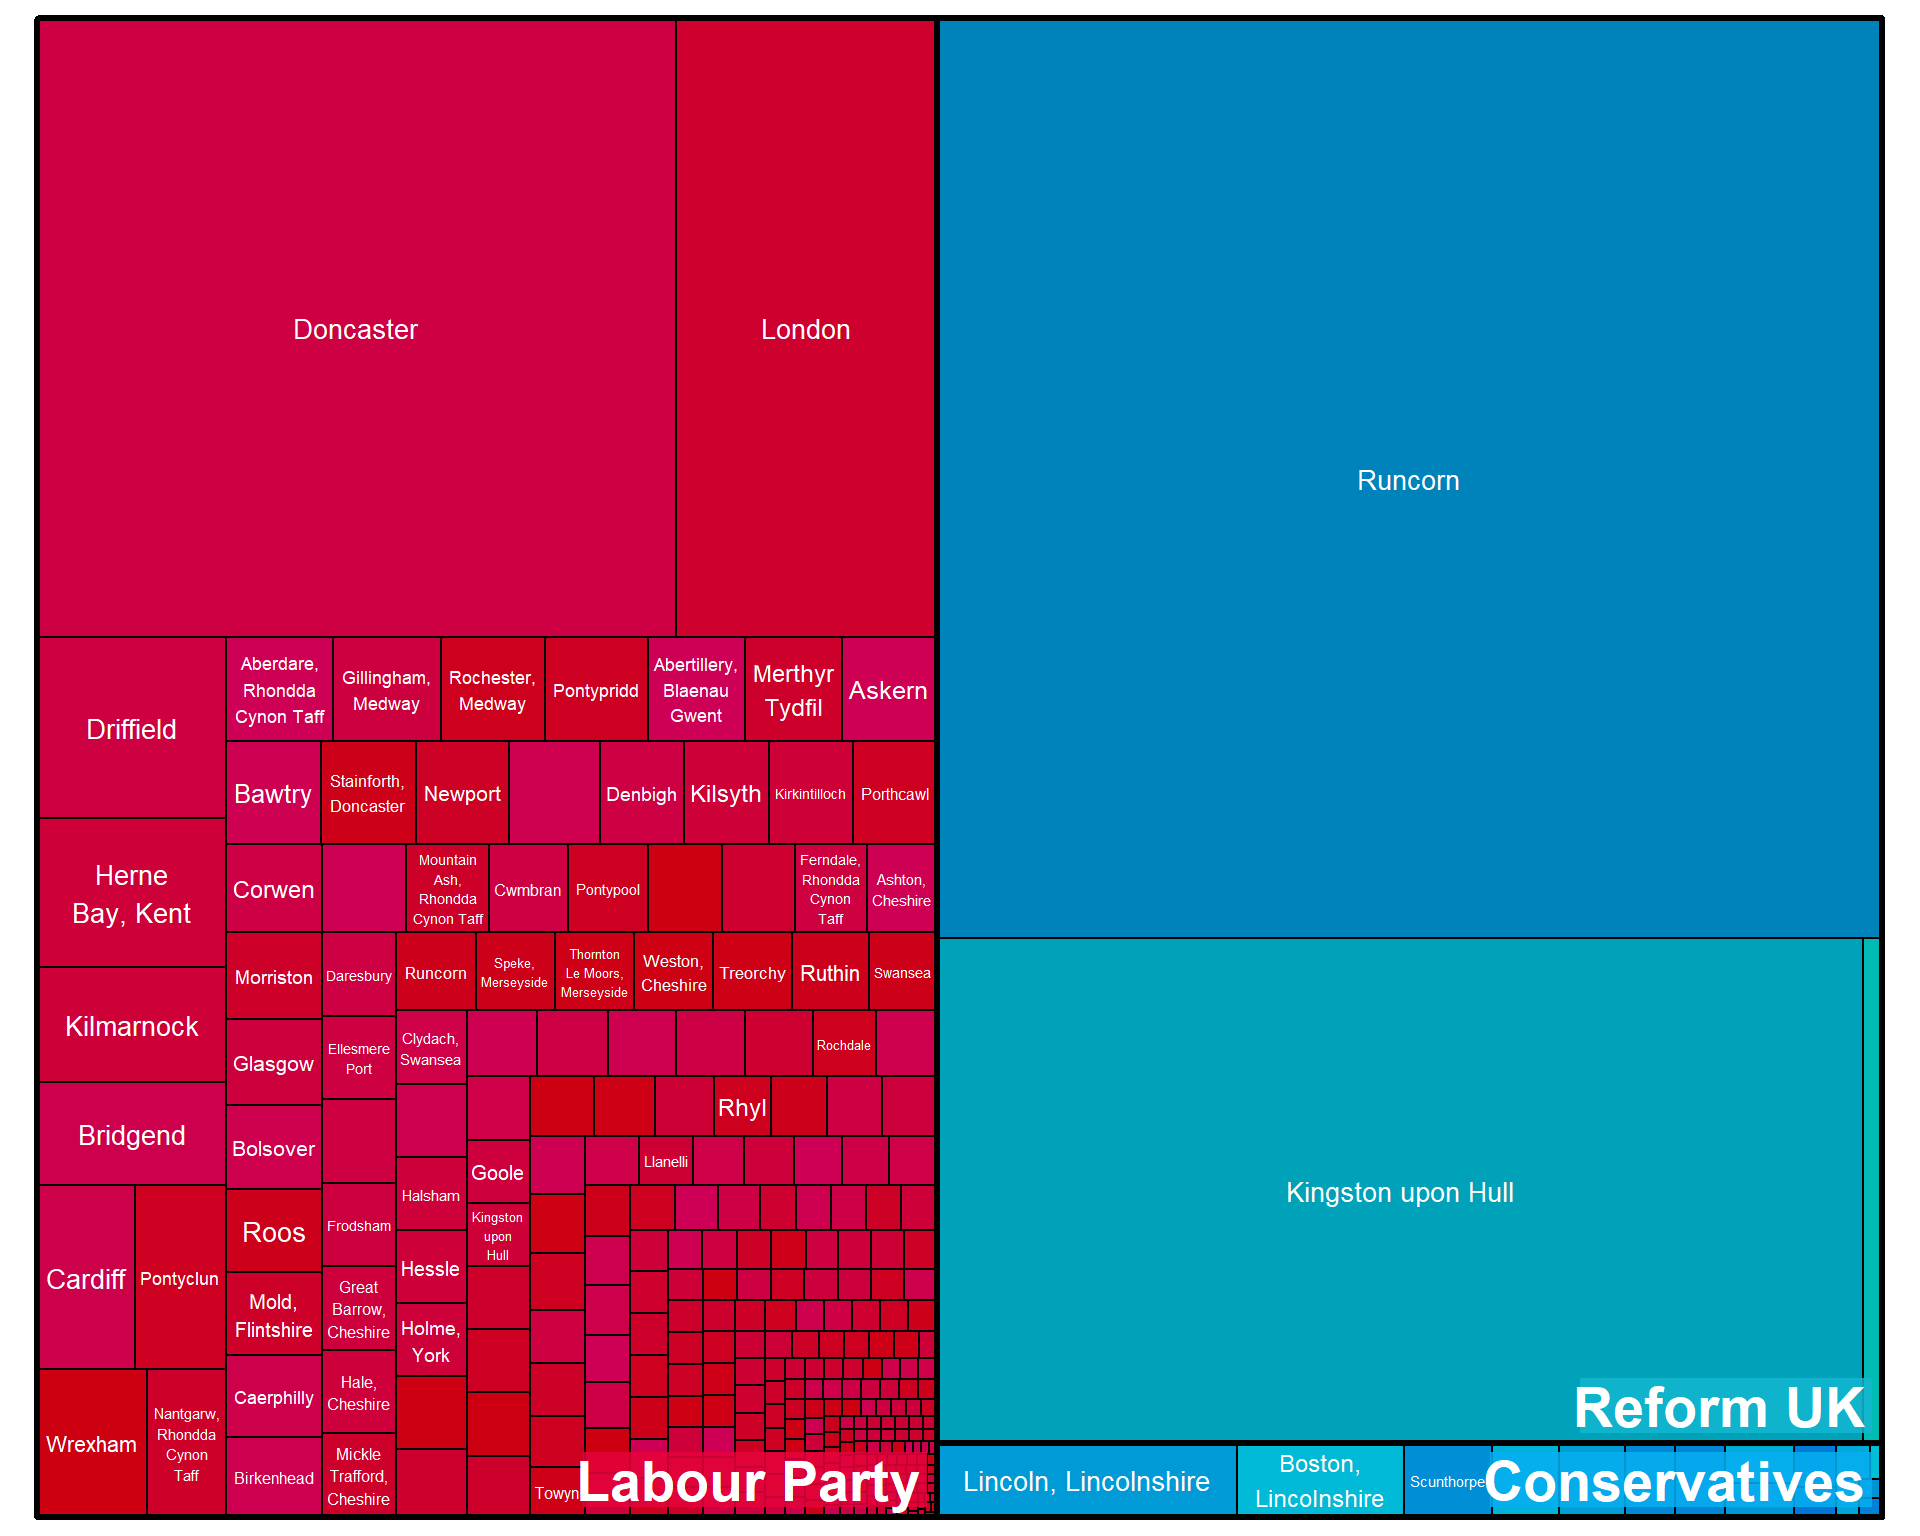 Doncaster
London
Runcorn
Driffield
Aberdare,
Rhondda
Cynon Taff
Gillingham,
Medway
Rochester,
Medway
Pontypridd
Abertillery,
Blaenau
Gwent
Merthyr
Tydfil
Askern
Bawtry
Stainforth,
Doncaster
Newport
Denbigh
Kilsyth
Kirkintilloch
Porthcawl
Herne
Bay, Kent
Corwen
Mountain
Ash,
Rhondda
Cynon Taff
Cwmbran
Pontypool
Ferndale,
Rhondda
Cynon
Taff
Ashton,
Cheshire
Kilmarnock
Morriston
Daresbury
Runcorn
Speke,
Merseyside
Thornton
Le Moors,
Merseyside
Weston,
Cheshire
Treorchy
Ruthin
Swansea
Glasgow
Ellesmere
Port
Clydach,
Swansea
Rochdale
Bridgend
Bolsover
Rhyl
Goole
Llanelli
Cardiff
Pontyclun
Roos
Frodsham
Halsham
Kingston
upon
Hull
Kingston upon Hull
Mold,
Flintshire
Great
Barrow,
Cheshire
Hessle
Holme,
York
Wrexham
Nantgarw,
Rhondda
Cynon
Taff
Caerphilly
Hale,
Cheshire
Birkenhead
Mickle
Trafford,
Cheshire
Towyn
Labour Party
Reform UK
Lincoln, Lincolnshire
Boston,
Lincolnshire
Scunthorpe
Conservatives